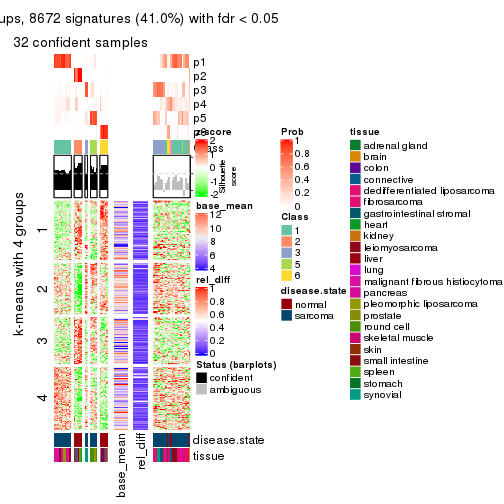 ups, 8672 signatures (41.0%) with fdr < 0.05
32 confident samples
p1
p2
p3
p4
p5
z-score
2
1
0
-1
-2
Silhouette
score
base_mean
12
10
8
6
4
rel_diff
1
0.8
0.6
0.4
0.2
0
Status (barplots)
confident
ambiguous
k-means with 4 groups
1
2
3
4
disease.state
tissue
base_mean
rel_diff
Prob
1
0.8
0.6
0.4
0.2
0
Class
1
2
3
4
5
6
disease.state
normal
sarcoma
tissue
adrenal gland
brain
colon
connective
dedifferentiated liposarcoma
fibrosarcoma
gastrointestinal stromal
heart
kidney
leiomyosarcoma
liver
lung
malignant fibrous histiocytoma
pancreas
pleomorphic liposarcoma
prostate
round cell
skeletal muscle
skin
small intestine
spleen
stomach
synovial